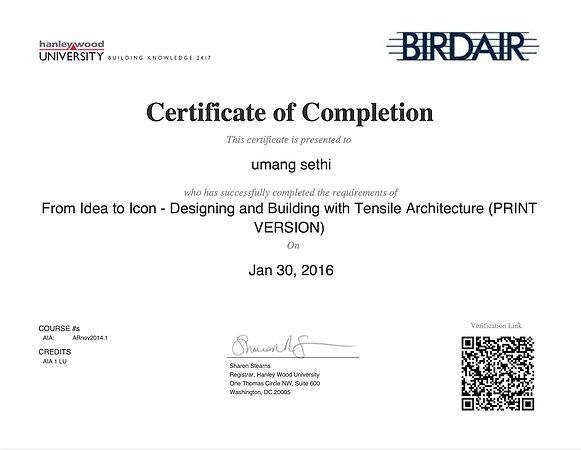 hanley wood
UNIVERSITY BUILDING KNOWLEDGE 24/7
BIRDAIR
Certificate of Completion
This certificate is presented to
umang sethi
who has successfully completed the requirements of
From Idea to Icon - Designing and Building with Tensile Architecture (PRINT
VERSION)
On
Jan 30, 2016
COURSE #s
AIA: ARnov2014.1
CREDITS
AIA 1 LU
Sharon Stearns
Registrar, Hanley Wood University
One Thomas Circle NW, Suite 600
Washington, DC 20005
Verification Link